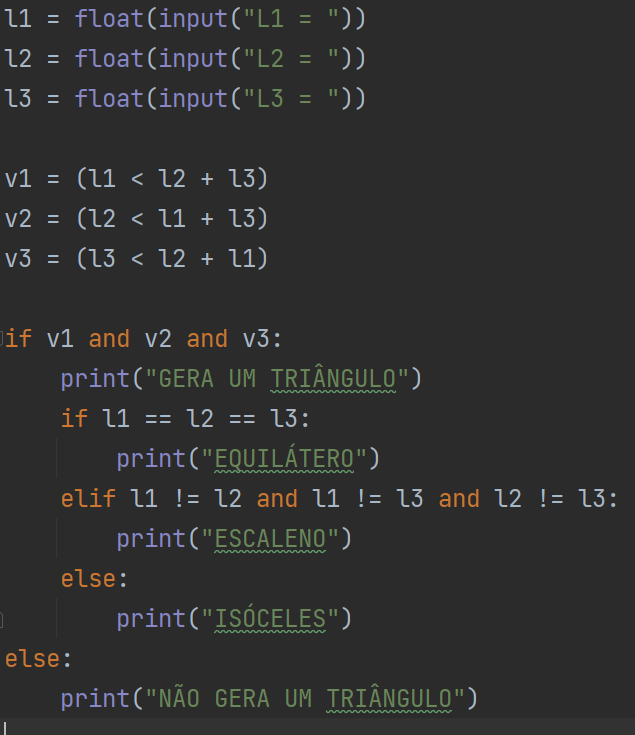 l1 = float(input("L1 = "))
l2 = float(input("L2 = "))
l3 = float(input("L3 = "))

v1 = (l1 < l2 + l3)
v2 = (l2 < l1 + l3)
v3 = (l3 < l2 + l1)

if v1 and v2 and v3:
    print("GERA UM TRIÂNGULO")
    if l1 == l2 == l3:
        print("EQUILÁTERO")
    elif l1 != l2 and l1 != l3 and l2 != l3:
        print("ESCALENO")
    else:
        print("ISÓCELES")
else:
    print("NÃO GERA UM TRIÂNGULO")